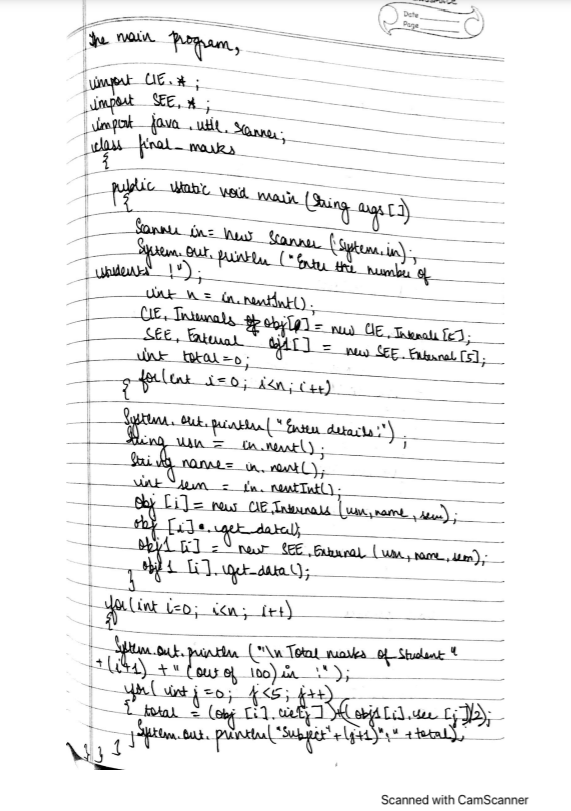 Date
Page
The main program,
import CIE.*;
import SEE.*;
import java.util.Scanner;
class final_marks
{
public static void main (String args[])
{
Scanner in= new Scanner (System.in);
System.out.println ("Enter the number of
students :");
int n = in.nextInt();
CIE.Internals obj[] = new CIE.Internals[5];
SEE.External obj1[] = new SEE.External[5];
int total=0;
for(int i=0; i<n; i++)
{
System.out.println("Enter details:");
String usn = in.next();
String name= in.next();
int sem = in.nextInt();
obj [i]= new CIE.Internals (usn, name, sem);
obj [i].get_data();
obj1 [i] = new SEE.External (usn, name, sem);
obj1 [i].get_data();
}
for(int i=0; i<n; i++)
{
System.out.println ("\n Total marks of Student "
+(i+1) + " (out of 100) in :");
for( int j=0; j<5; j++)
{ total = (obj [i].cie[j])+(obj1[i].see [j]/2);
System.out.println("Subject"+(j+1)":" +total);
} } }
Scanned with CamScanner